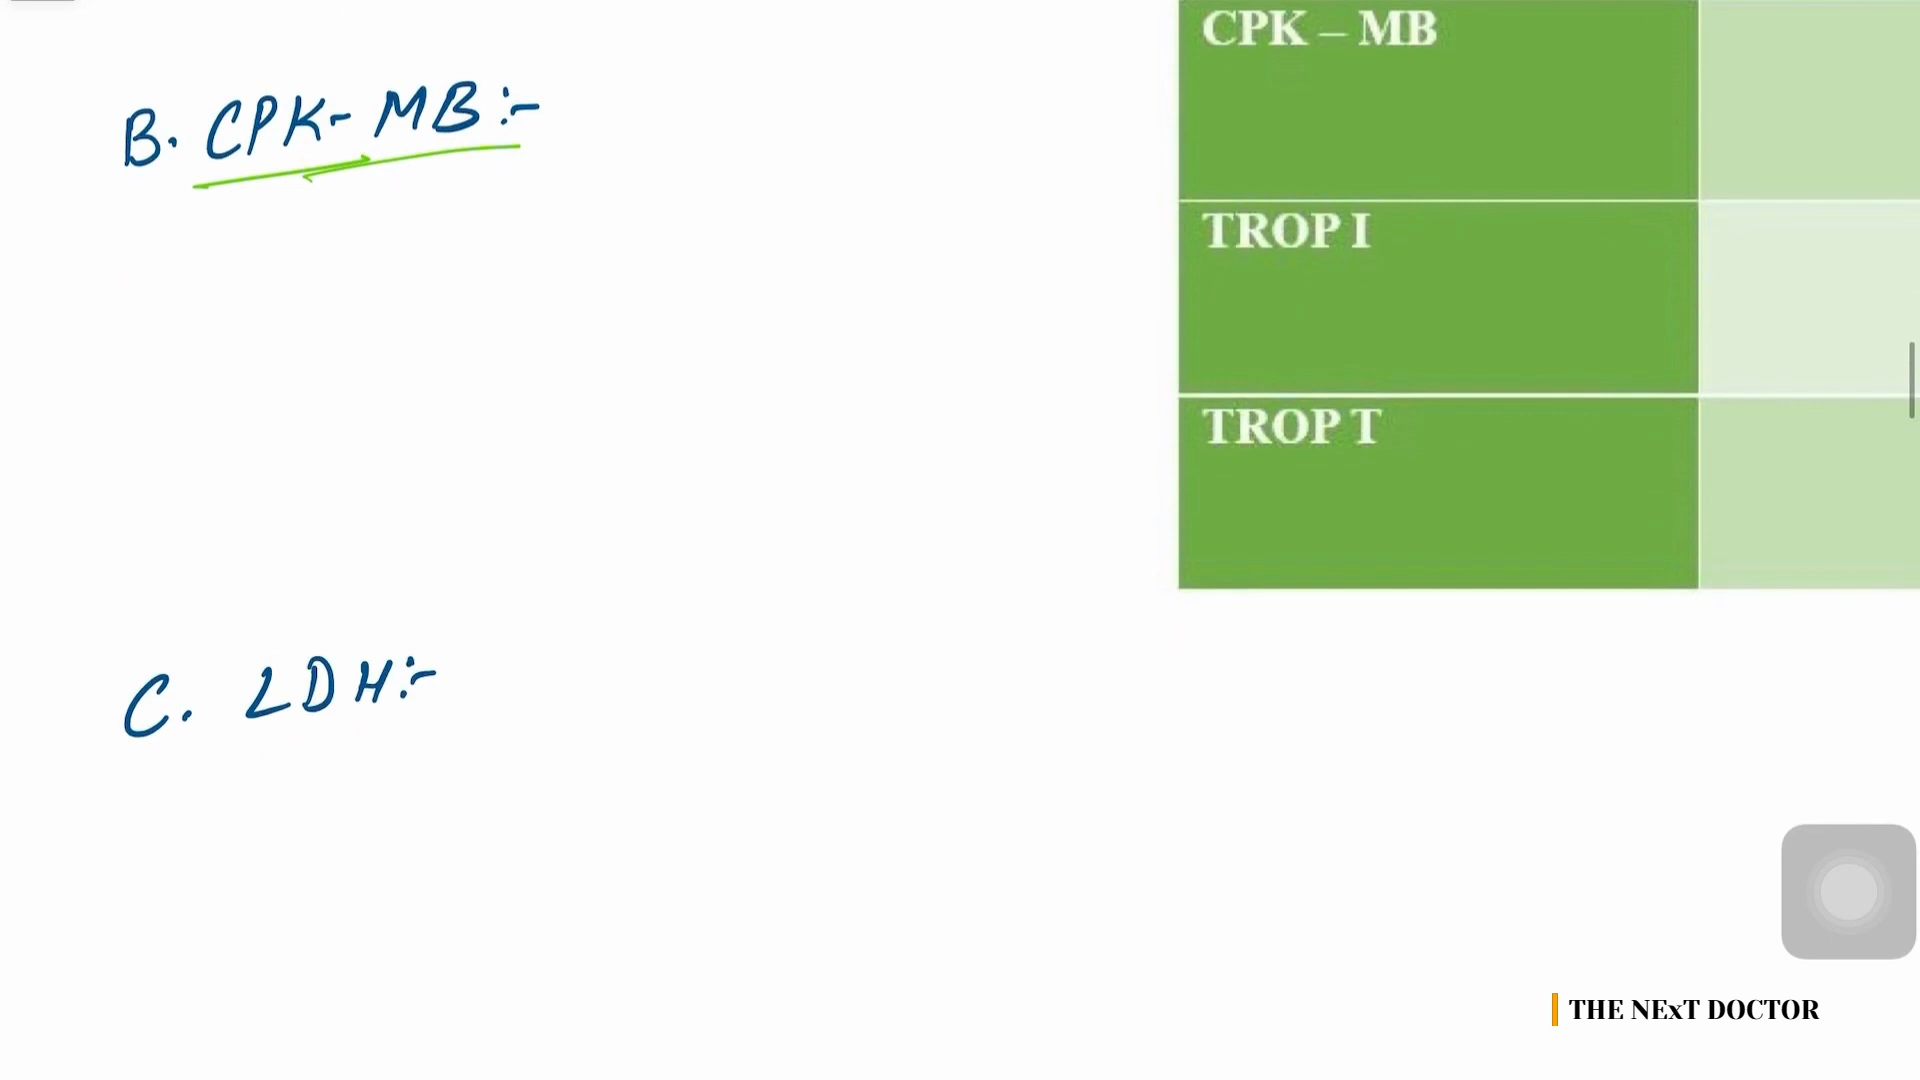 B. CPK- MB:-
C. LDH:-
CPK – MB
TROP I
TROP T
THE NExT DOCTOR